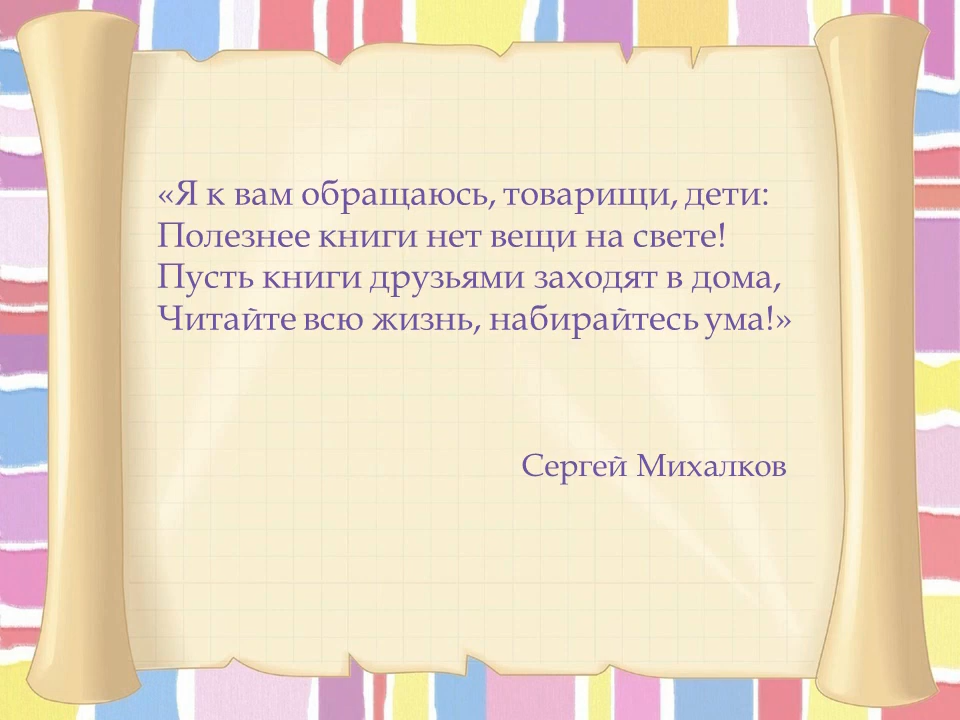 «Я к вам обращаюсь, товарищи, дети:
Полезнее книги нет вещи на свете!
Пусть книги друзьями заходят в дома,
Читайте всю жизнь, набирайтесь ума!»
Сергей Михалков